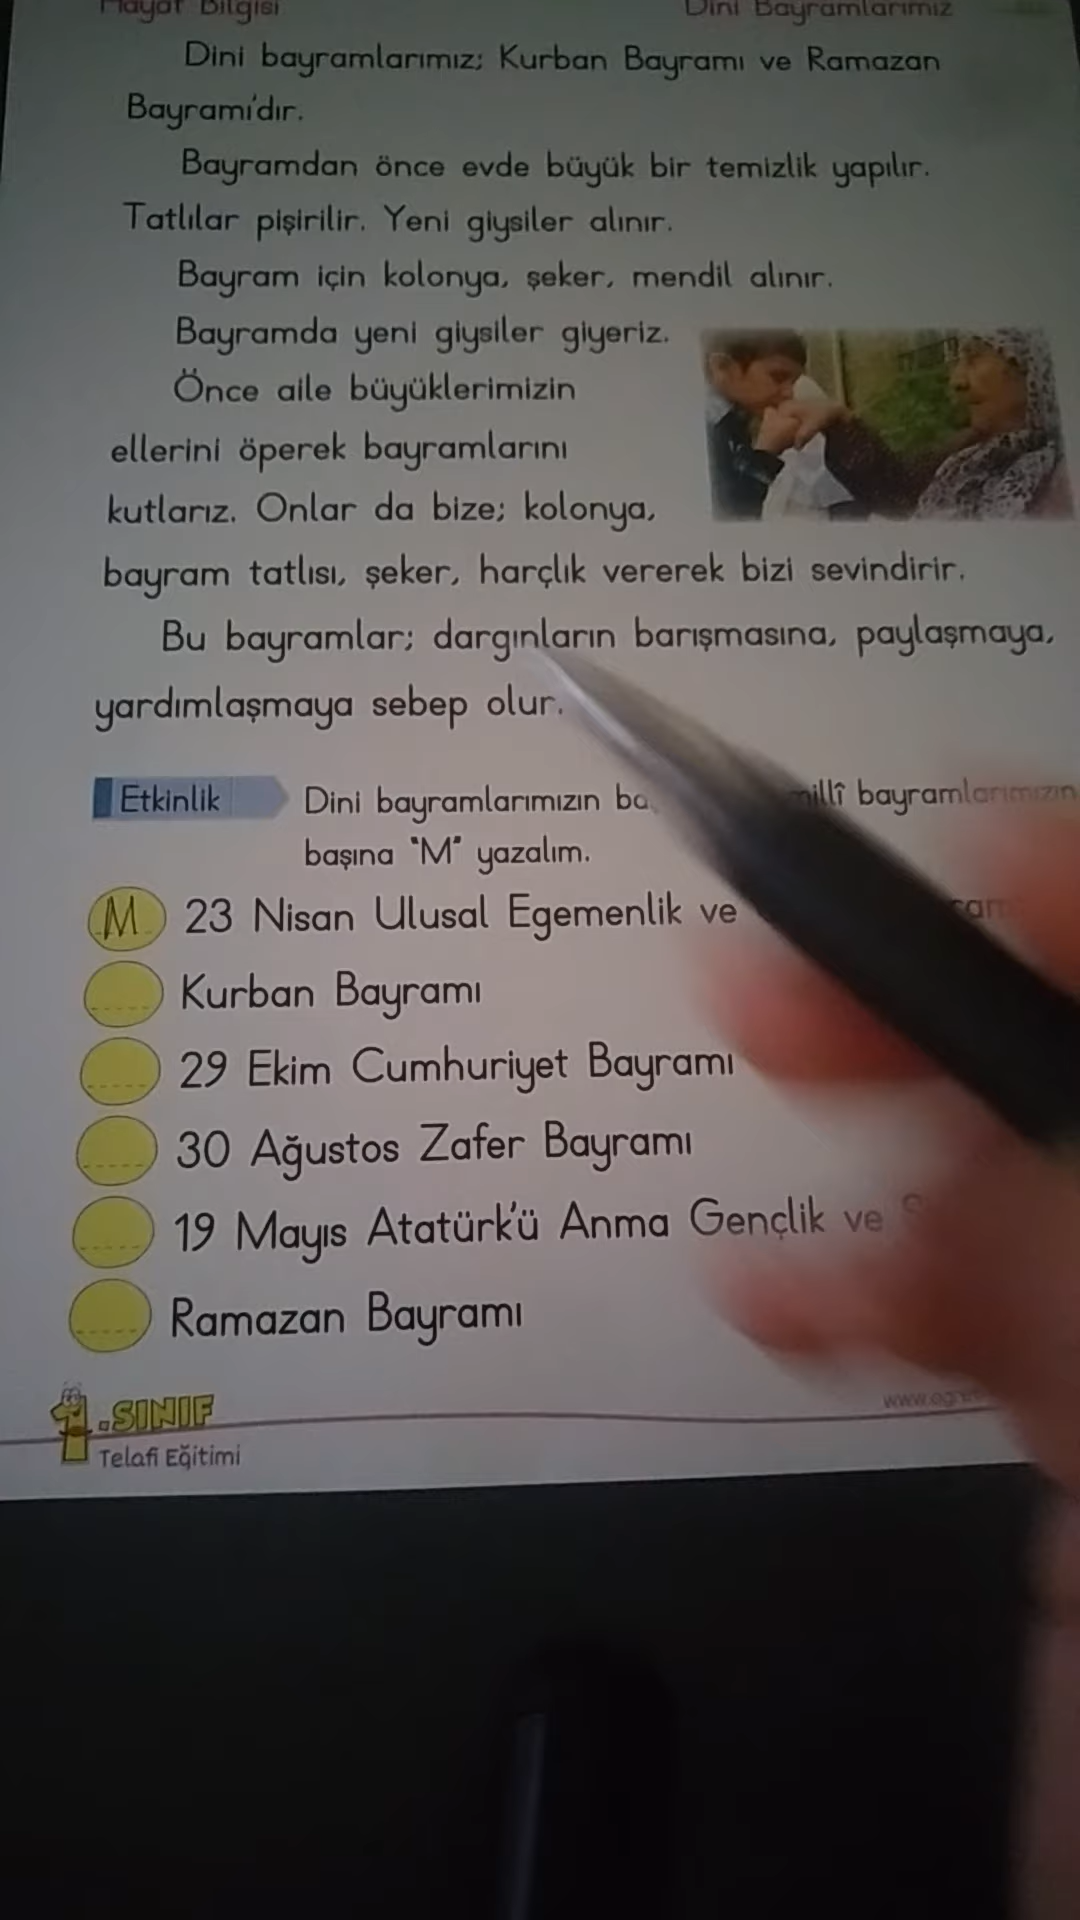 Hayat Bilgisi Dini Bayramlarımız
Dini bayramlarımız; Kurban Bayramı ve Ramazan
Bayramı'dır.
Bayramdan önce evde büyük bir temizlik yapılır.
Tatlılar pişirilir. Yeni giysiler alınır.
Bayram için kolonya, şeker, mendil alınır.
Bayramda yeni giysiler giyeriz.
Önce aile büyüklerimizin
ellerini öperek bayramlarını
kutlarız. Onlar da bize; kolonya,
bayram tatlısı, şeker, harçlık vererek bizi sevindirir.
Bu bayramlar; dargınların barışmasına, paylaşmaya,
yardımlaşmaya sebep olur.
Etkinlik Dini bayramlarımızın millî bayramlarımızın
başına "M" yazalım.
M 23 Nisan Ulusal Egemenlik ve
Kurban Bayramı
29 Ekim Cumhuriyet Bayramı
30 Ağustos Zafer Bayramı
19 Mayıs Atatürk'ü Anma Gençlik ve
Ramazan Bayramı
1.SINIF
Telafi Eğitimi